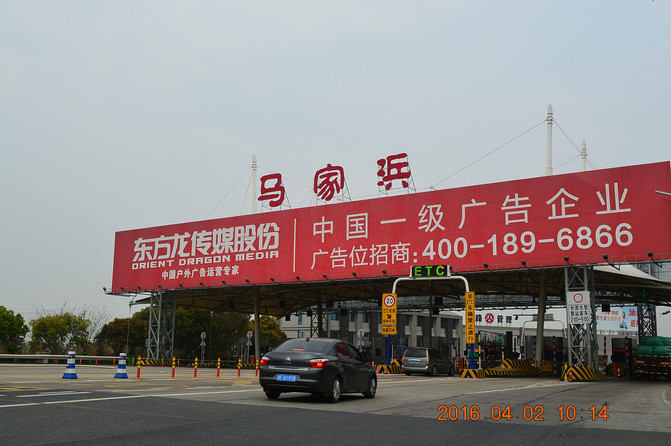 马家浜
东方龙传媒股份
ORIENT DRAGON MEDIA
中国户外广告运营专家
中国一级广告企业
广告位招商:400-189-6866
ETC
20
2016 04 02 10:14